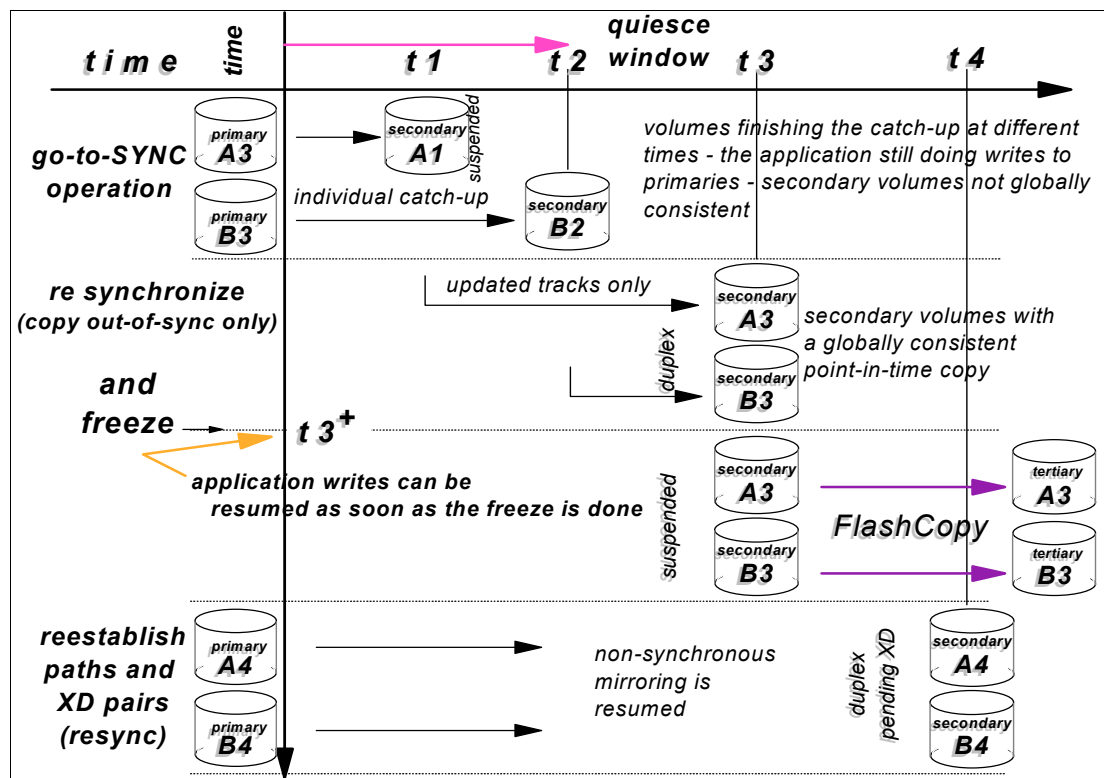 quiesce
window
time
time
t1
t2
t3
t4
go-to-SYNC
operation
primary
A3
secondary
A1
suspended
primary
B3
individual catch-up
secondary
B2
volumes finishing the catch-up at different
times - the application still doing writes to
primaries - secondary volumes not globally
consistent
re synchronize
(copy out-of-sync only)
updated tracks only
secondary
A3
duplex
secondary
B3
secondary volumes with
a globally consistent
point-in-time copy
and
freeze
t3+
application writes can be
resumed as soon as the freeze is done
suspended
secondary
A3
secondary
B3
FlashCopy
tertiary
A3
tertiary
B3
reestablish
paths and
XD pairs
(resync)
primary
A4
primary
B4
non-synchronous
mirroring is
resumed
duplex
pending XD
secondary
A4
secondary
B4